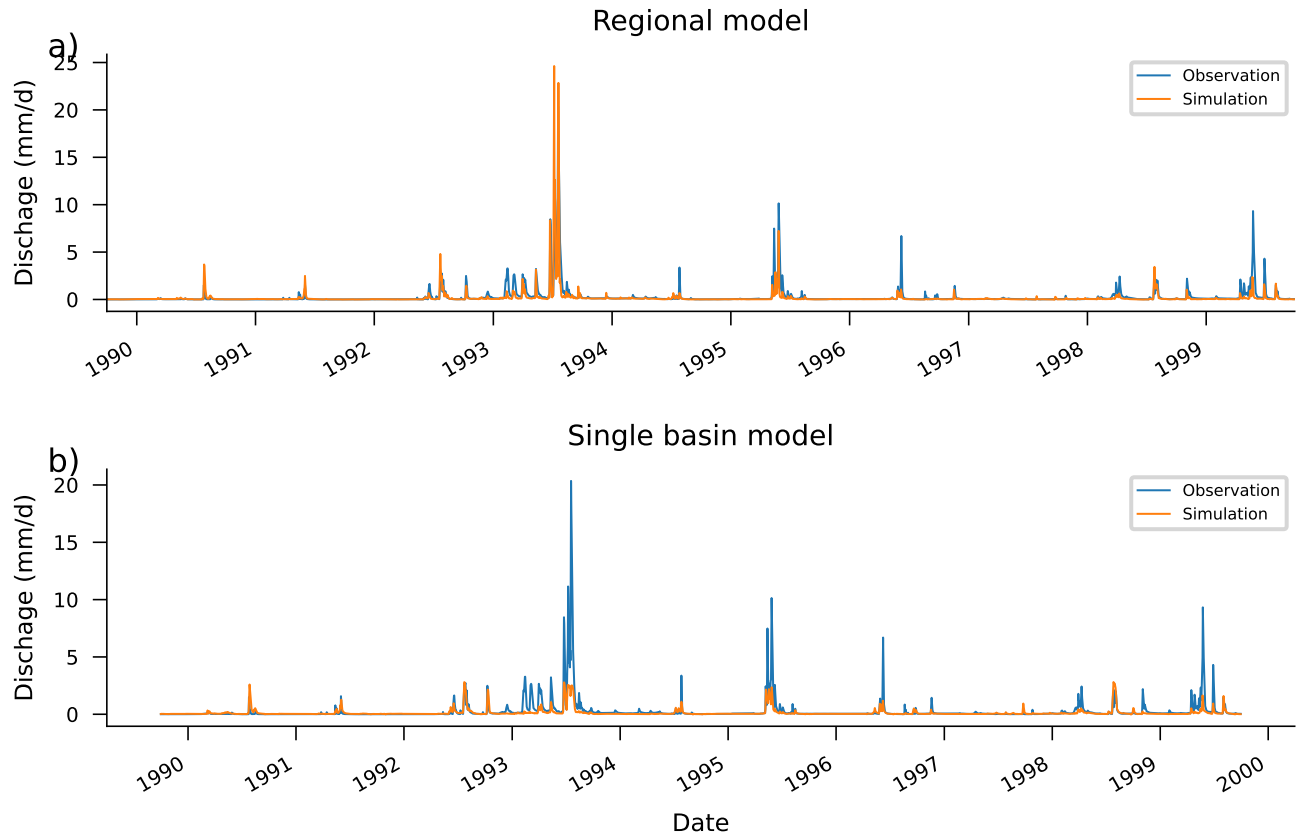 Regional model
a)
Dischage (mm/d)
25
20
15
10
5
0
Observation
Simulation
1990
1991
1992
1993
1994
1995
1996
1997
1998
1999
Single basin model
b)
Dischage (mm/d)
20
15
10
5
0
Observation
Simulation
1990
1991
1992
1993
1994
1995
1996
1997
1998
1999
2000
Date